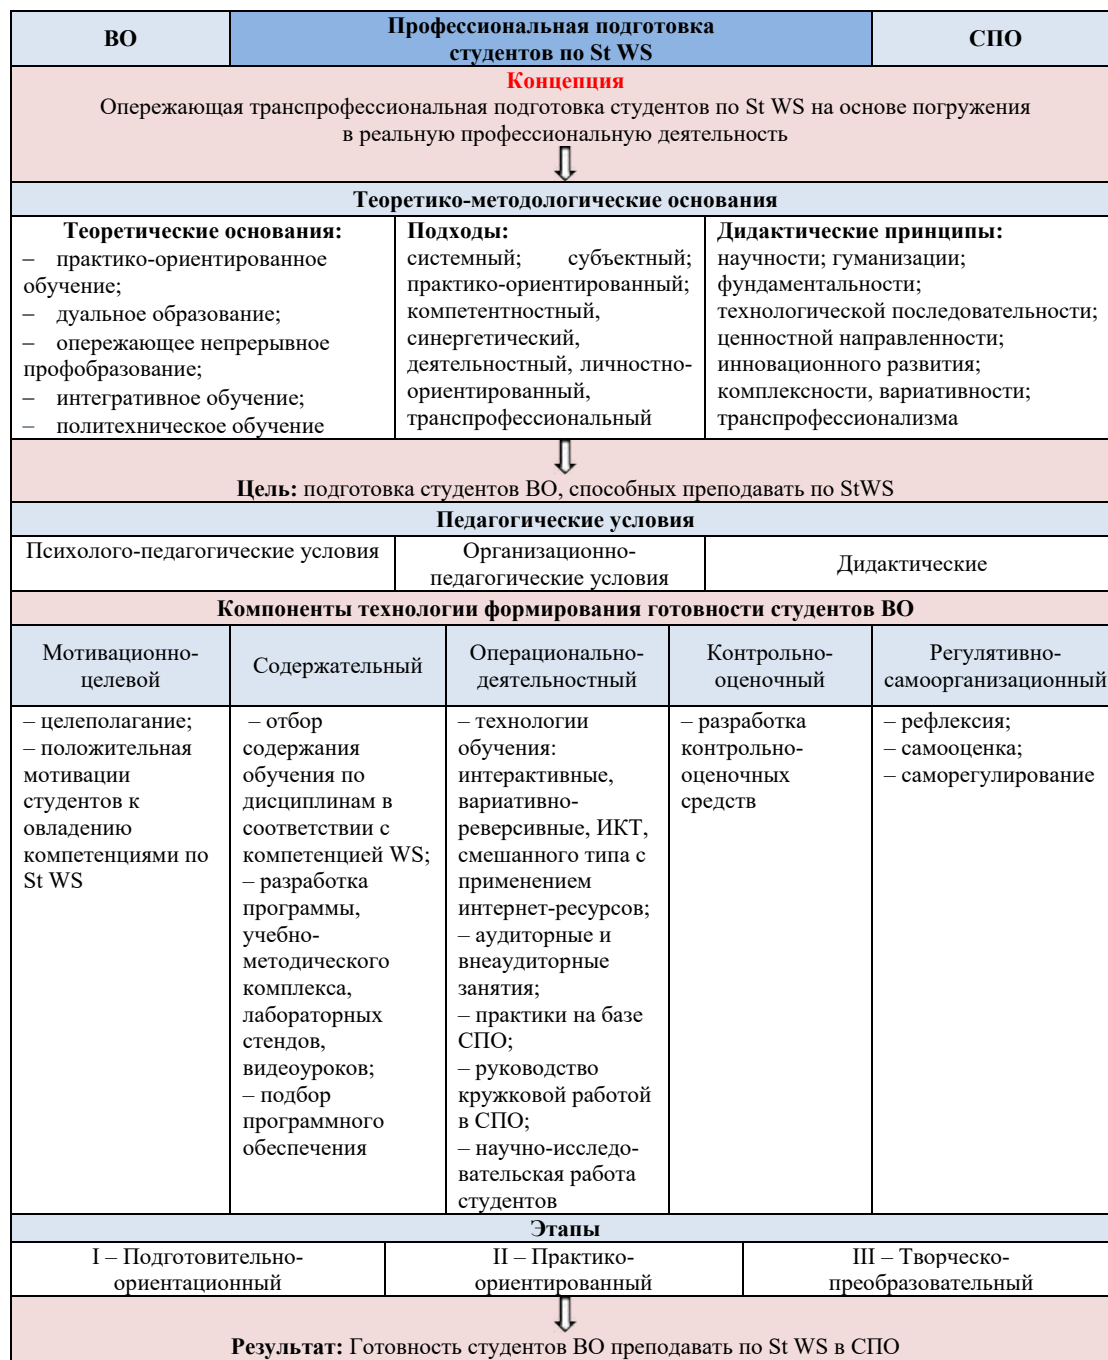 ВО
Профессиональная подготовка
студентов по St WS
СПО
Концепция
Опережающая транспрофессиональная подготовка студентов по St WS на основе погружения
в реальную профессиональную деятельность
Теоретико-методологические основания
Теоретические основания:
– практико-ориентированное
обучение;
– дуальное образование;
– опережающее непрерывное
профобразование;
– интегративное обучение;
– политехническое обучение
Подходы:
системный; субъектный;
практико-ориентированный;
компетентностный,
синергетический,
деятельностный, личностно-
ориентированный,
транспрофессиональный
Дидактические принципы:
научности; гуманизации;
фундаментальности;
технологической последовательности;
ценностной направленности;
инновационного развития;
комплексности, вариативности;
транспрофессионализма
Цель: подготовка студентов ВО, способных преподавать по StWS
Педагогические условия
Психолого-педагогические условия
Организационно-
педагогические условия
Дидактические
Компоненты технологии формирования готовности студентов ВО
Мотивационно-
целевой
Содержательный
Операционально-
деятельностный
Контрольно-
оценочный
Регулятивно-
самоорганизационный
– целеполагание;
– положительная
мотивации
студентов к
овладению
компетенциями по
St WS
– отбор
содержания
обучения по
дисциплинам в
соответствии с
компетенцией WS;
– разработка
программы,
учебно-
методического
комплекса,
лабораторных
стендов,
видеоуроков;
– подбор
программного
обеспечения
– технологии
обучения:
интерактивные,
вариативно-
реверсивные, ИКТ,
смешанного типа с
применением
интернет-ресурсов;
– аудиторные и
внеаудиторные
занятия;
– практики на базе
СПО;
– руководство
кружковой работой
в СПО;
– научно-исследо-
вательская работа
студентов
– разработка
контрольно-
оценочных
средств
– рефлексия;
– самооценка;
– саморегулирование
Этапы
I – Подготовительно-
ориентационный
II – Практико-
ориентированный
III – Творческо-
преобразовательный
Результат: Готовность студентов ВО преподавать по St WS в СПО